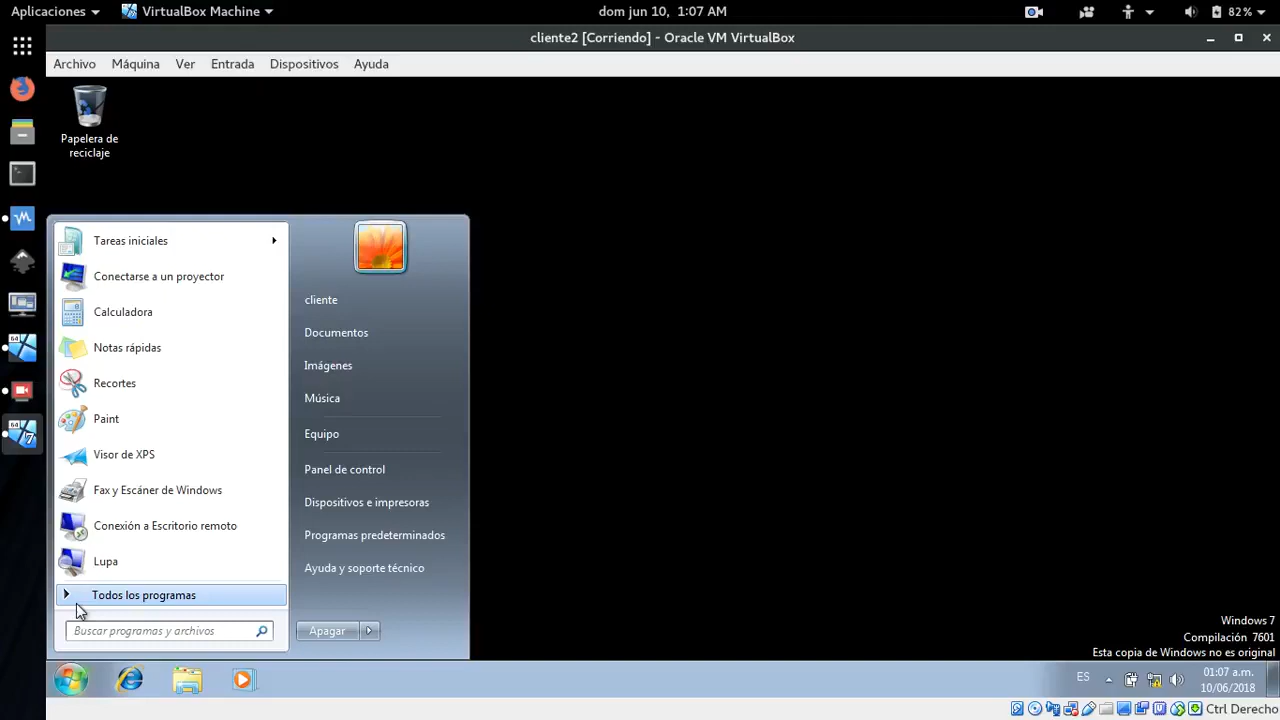 Aplicaciones
VirtualBox Machine
dom jun 10, 1:07 AM
82%
cliente2 [Corriendo] - Oracle VM VirtualBox
Archivo
Máquina
Ver
Entrada
Dispositivos
Ayuda
Papelera de
reciclaje
Tareas iniciales
Conectarse a un proyector
Calculadora
Notas rápidas
Recortes
Paint
Visor de XPS
Fax y Escáner de Windows
Conexión a Escritorio remoto
Lupa
Todos los programas
Buscar programas y archivos
cliente
Documentos
Imágenes
Música
Equipo
Panel de control
Dispositivos e impresoras
Programas predeterminados
Ayuda y soporte técnico
Apagar
Windows 7
Compilación 7601
Esta copia de Windows no es original
ES
01:07 a.m.
10/06/2018
Ctrl Derecho